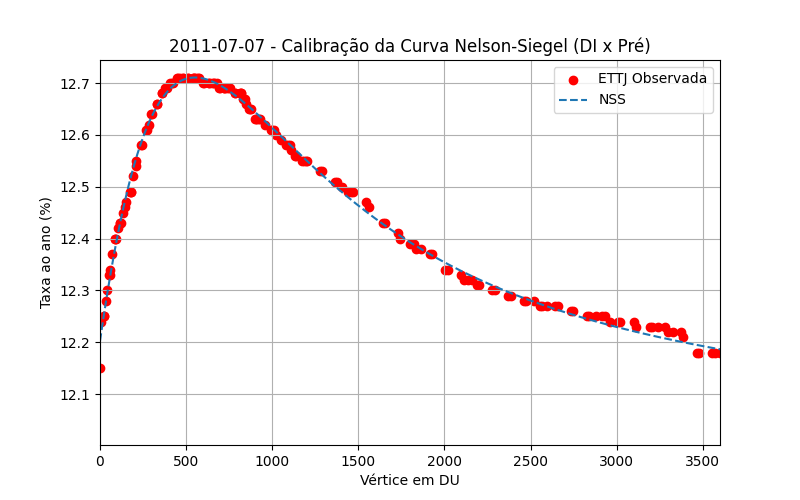 2011-07-07 - Calibração da Curva Nelson-Siegel (DI x Pré)
ETTJ Observada
NSS
Taxa ao ano (%)
12.7
12.6
12.5
12.4
12.3
12.2
12.1
0 500 1000 1500 2000 2500 3000 3500
Vértice em DU